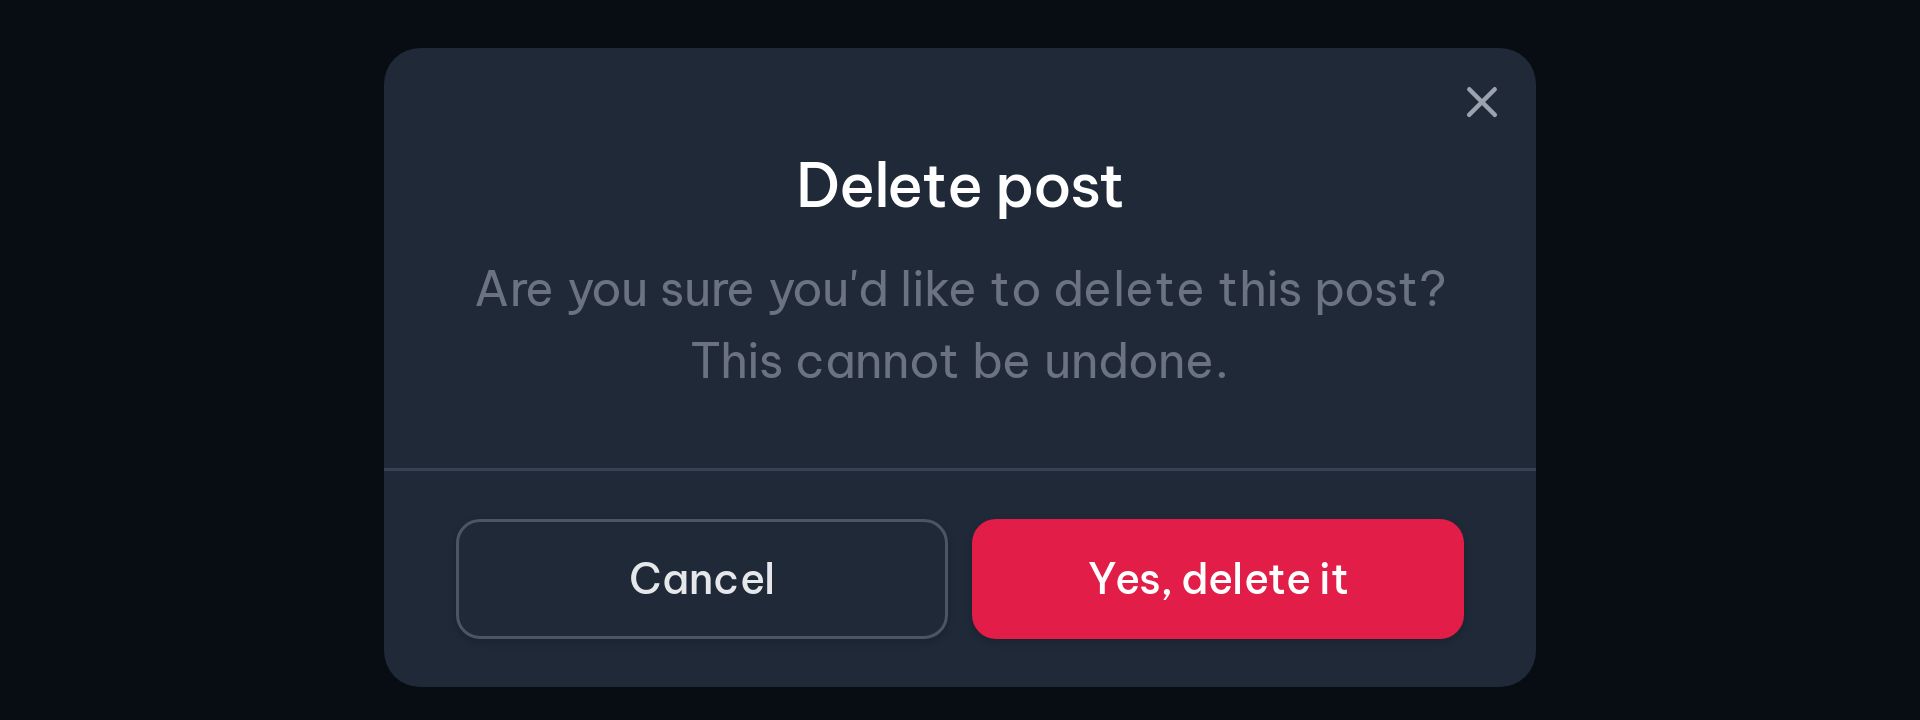 Delete post
Are you sure you'd like to delete this post?
This cannot be undone.
Cancel
Yes, delete it